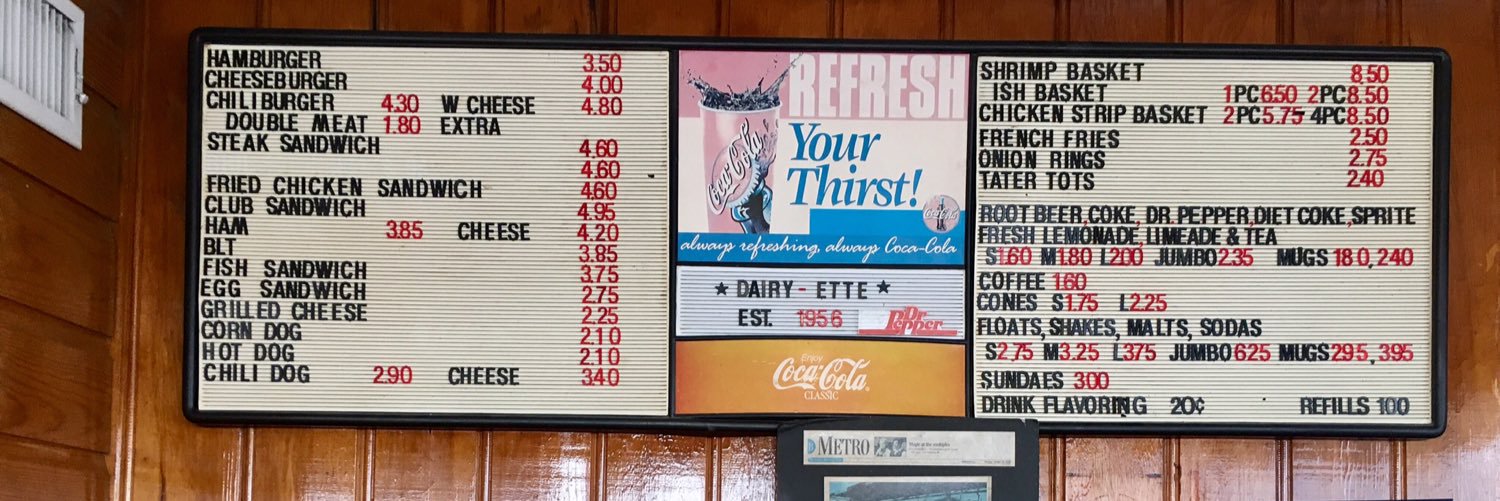 HAMBURGER 3.50
CHEESEBURGER 4.00
CHILIBURGER 4.30 W CHEESE 4.80
DOUBLE MEAT 1.80 EXTRA
STEAK SANDWICH 4.60
4.60
FRIED CHICKEN SANDWICH 4.60
CLUB SANDWICH 4.95
HAM 3.85 CHEESE 4.20
BLT 3.85
FISH SANDWICH 3.75
EGG SANDWICH 2.75
GRILLED CHEESE 2.25
CORN DOG 2.10
HOT DOG 2.10
CHILI DOG 2.90 CHEESE 3.40
REFRESH
Your
Thirst!
Coca-Cola
Coca-Cola
always refreshing, always Coca-Cola
★ DAIRY - ETTE ★
EST. 1956
Dr Pepper
Enjoy
Coca-Cola
CLASSIC
SHRIMP BASKET 8.50
ISH BASKET 1PC 6.50 2PC 8.50
CHICKEN STRIP BASKET 2PC 5.75 - 4PC 8.50
FRENCH FRIES 2.50
ONION RINGS 2.75
TATER TOTS 2.40
ROOT BEER, COKE, DR. PEPPER, DIET COKE, SPRITE
FRESH LEMONADE, LIMEADE & TEA
S 1.60 M 1.80 L 2.00 JUMBO 2.35 MUGS 1.80, 2.40
COFFEE 1.60
CONES S 1.75 L 2.25
FLOATS, SHAKES, MALTS, SODAS
S 2.75 M 3.25 L 3.75 JUMBO 6.25 MUGS 2.95, 3.95
SUNDAES 3.00
DRINK FLAVORING 20¢ REFILLS 1.00
METRO